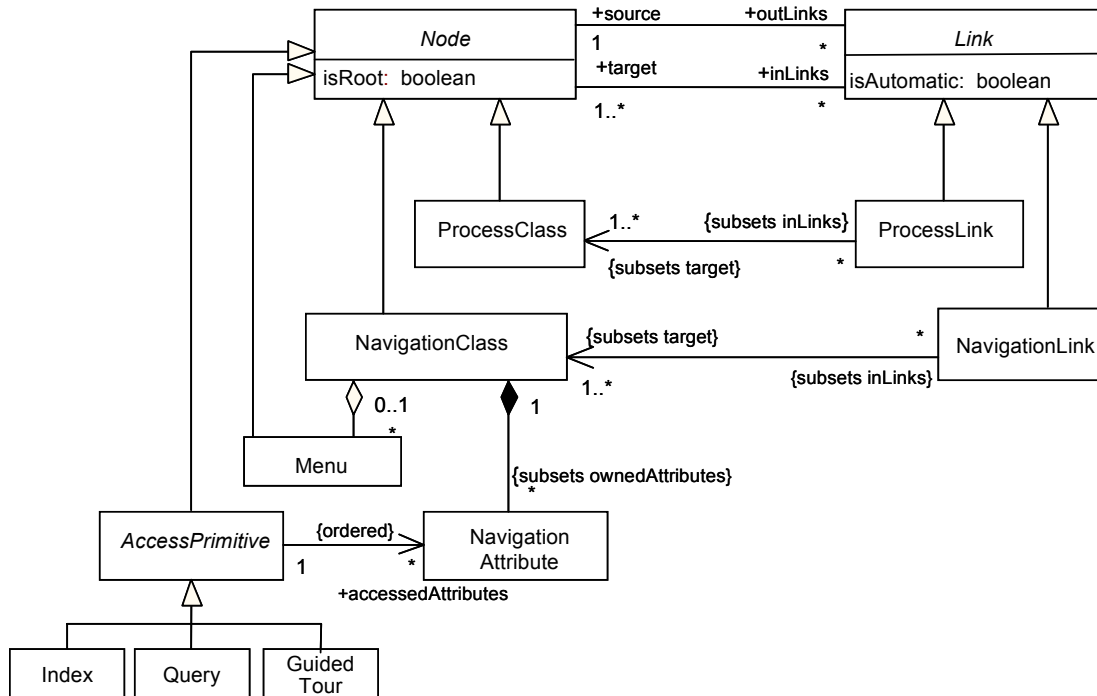 +source
+outLinks
Node
Link
1
*
+target
+inLinks
isRoot: boolean
isAutomatic: boolean
1..*
*
ProcessClass
1..*
{subsets inLinks}
ProcessLink
{subsets target}
*
NavigationClass
{subsets target}
*
NavigationLink
1..*
{subsets inLinks}
0..1
1
*
Menu
{subsets ownedAttributes}
*
AccessPrimitive
{ordered}
Navigation
Attribute
1
*
+accessedAttributes
Index
Query
Guided
Tour